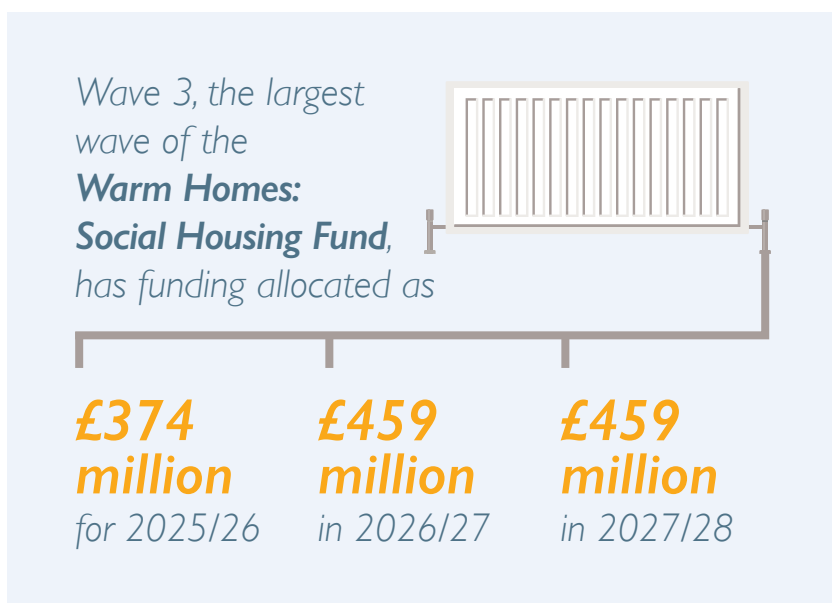 Wave 3, the largest
wave of the
Warm Homes:
Social Housing Fund,
has funding allocated as
£374
million
for 2025/26
£459
million
in 2026/27
£459
million
in 2027/28